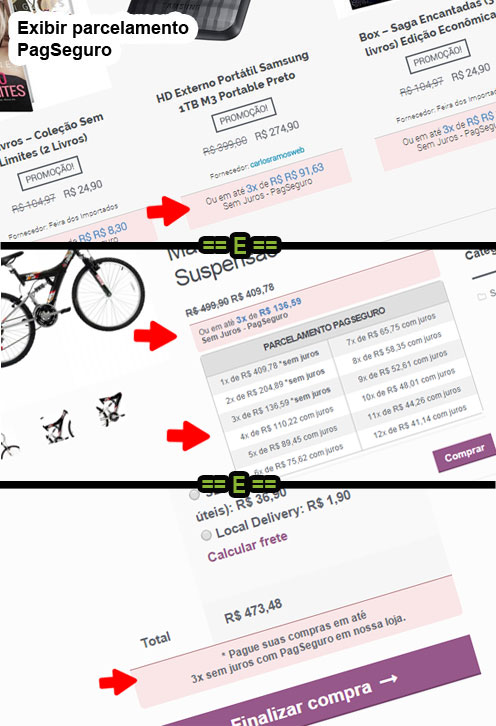 Exibir parcelamento
PagSeguro
ITES
ivros – Coleção Sem
Limites (2 Livros)
PROMOÇÃO!
R$ 104,97 R$ 24,90
Fornecedor: Feira dos Importados
de R$ R$ 8,30
HD Externo Portátil Samsung
1TB M3 Portable Preto
PROMOÇÃO!
R$ 399,00 R$ 274,90
Fornecedor: carlosramosweb
Ou em até 3x de R$ R$ 91,63
Sem Juros - PagSeguro
Box – Saga Encantadas (3
livros) Edição Econômica
PROMOÇÃO!
R$ 104,97 R$ 24,90
Fornecedor: Feira dos Importados
Ou em até 3x de R$ R$
Sem Juros - PagSeguro
== E ==
Suspensão
R$ 499,90 R$ 409,78
Ou em até 3x de R$ 136,59
Sem Juros - PagSeguro
PARCELAMENTO PAGSEGURO
1x de R$ 409,78 *sem juros
2x de R$ 204,89 *sem juros
3x de R$ 136,59 *sem juros
4x de R$ 110,22 com juros
5x de R$ 89,45 com juros
6x de R$ 75,62 com juros
7x de R$ 65,75 com juros
8x de R$ 58,35 com juros
9x de R$ 52,61 com juros
10x de R$ 48,01 com juros
11x de R$ 44,26 com juros
12x de R$ 41,14 com juros
Comprar
Categ
== E ==
úteis): R$ 36,90
Local Delivery: R$ 1,90
Calcular frete
Total R$ 473,48
* Pague suas compras em até
3x sem juros com PagSeguro em nossa loja.
Finalizar compra →